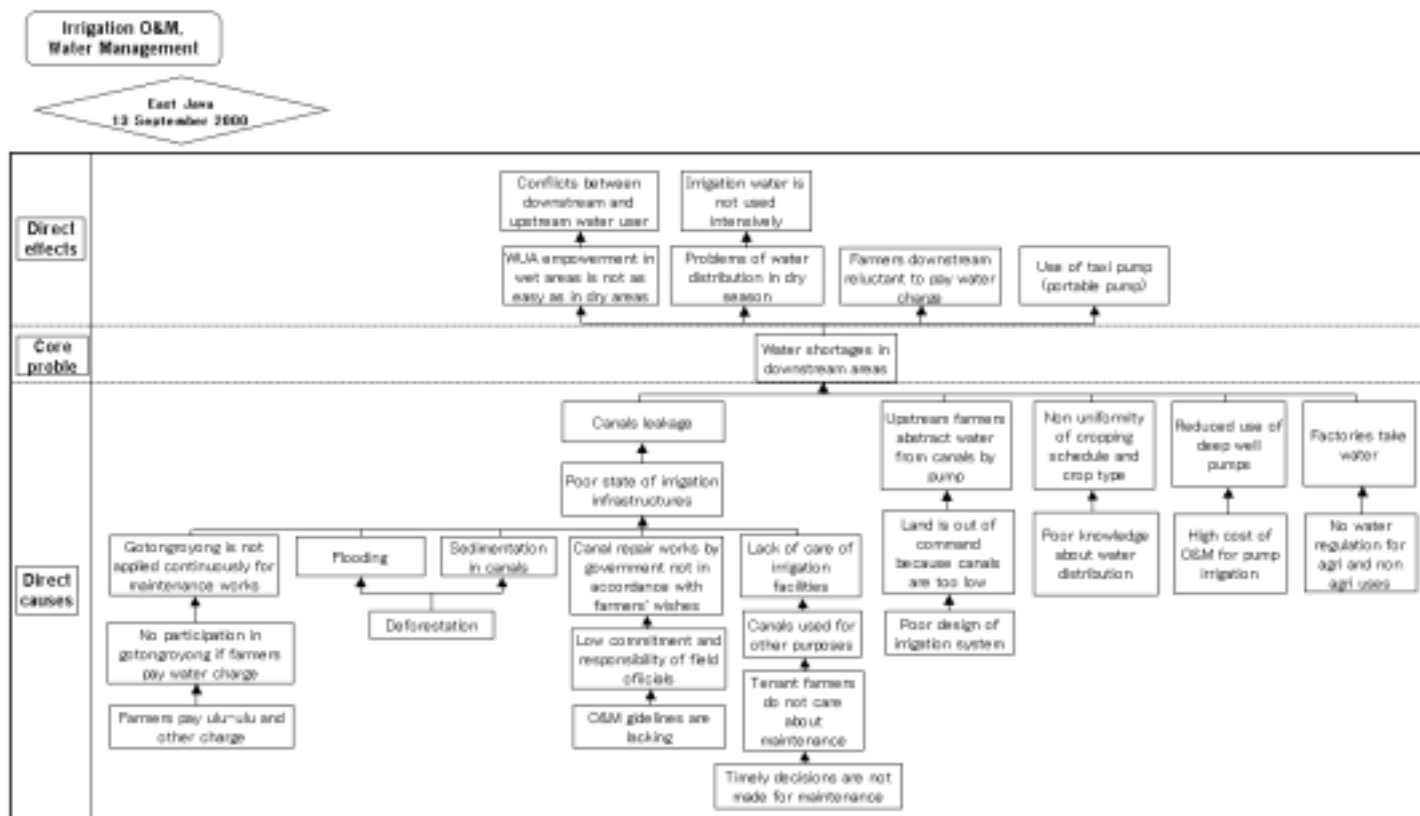 Irrigation O&M,
Water Management
East Java
13 September 2000
Direct
effects
Conflicts between
downstream and
upstream water user
Irrigation water is
not used
intensively
WUA empowerment in
wet areas is not as
easy as in dry areas
Problems of water
distribution in dry
season
Farmers downstream
reluctant to pay water
charge
Use of taxi pump
(portable pump)
Core
proble
Water shortages in
downstream areas
Direct
causes
Canals leakage
Upstream farmers
abstract water
from canals by
pump
Non uniformity
of cropping
schedule and
crop type
Reduced use of
deep well
pumps
Factories take
water
Poor state of irrigation
infrastructures
Land is out of
command
because canals
are too low
Poor knowledge
about water
distribution
High cost of
O&M for pump
irrigation
No water
regulation for
agri and non
agri uses
Gotongroyong is not
applied continuously for
maintenance works
Flooding
Sedimentation
in canals
Canal repair works by
government not in
accordance with
farmers' wishes
Lack of care of
irrigation
facilities
Deforestation
No participation in
gotongroyong if farmers
pay water charge
Low commitment and
responsibility of field
officials
Canals used for
other purposes
Poor design of
irrigation system
Farmers pay ulu-ulu and
other charge
O&M gidelines are
lacking
Tenant farmers
do not care
about
maintenance
Timely decisions are not
made for maintenance